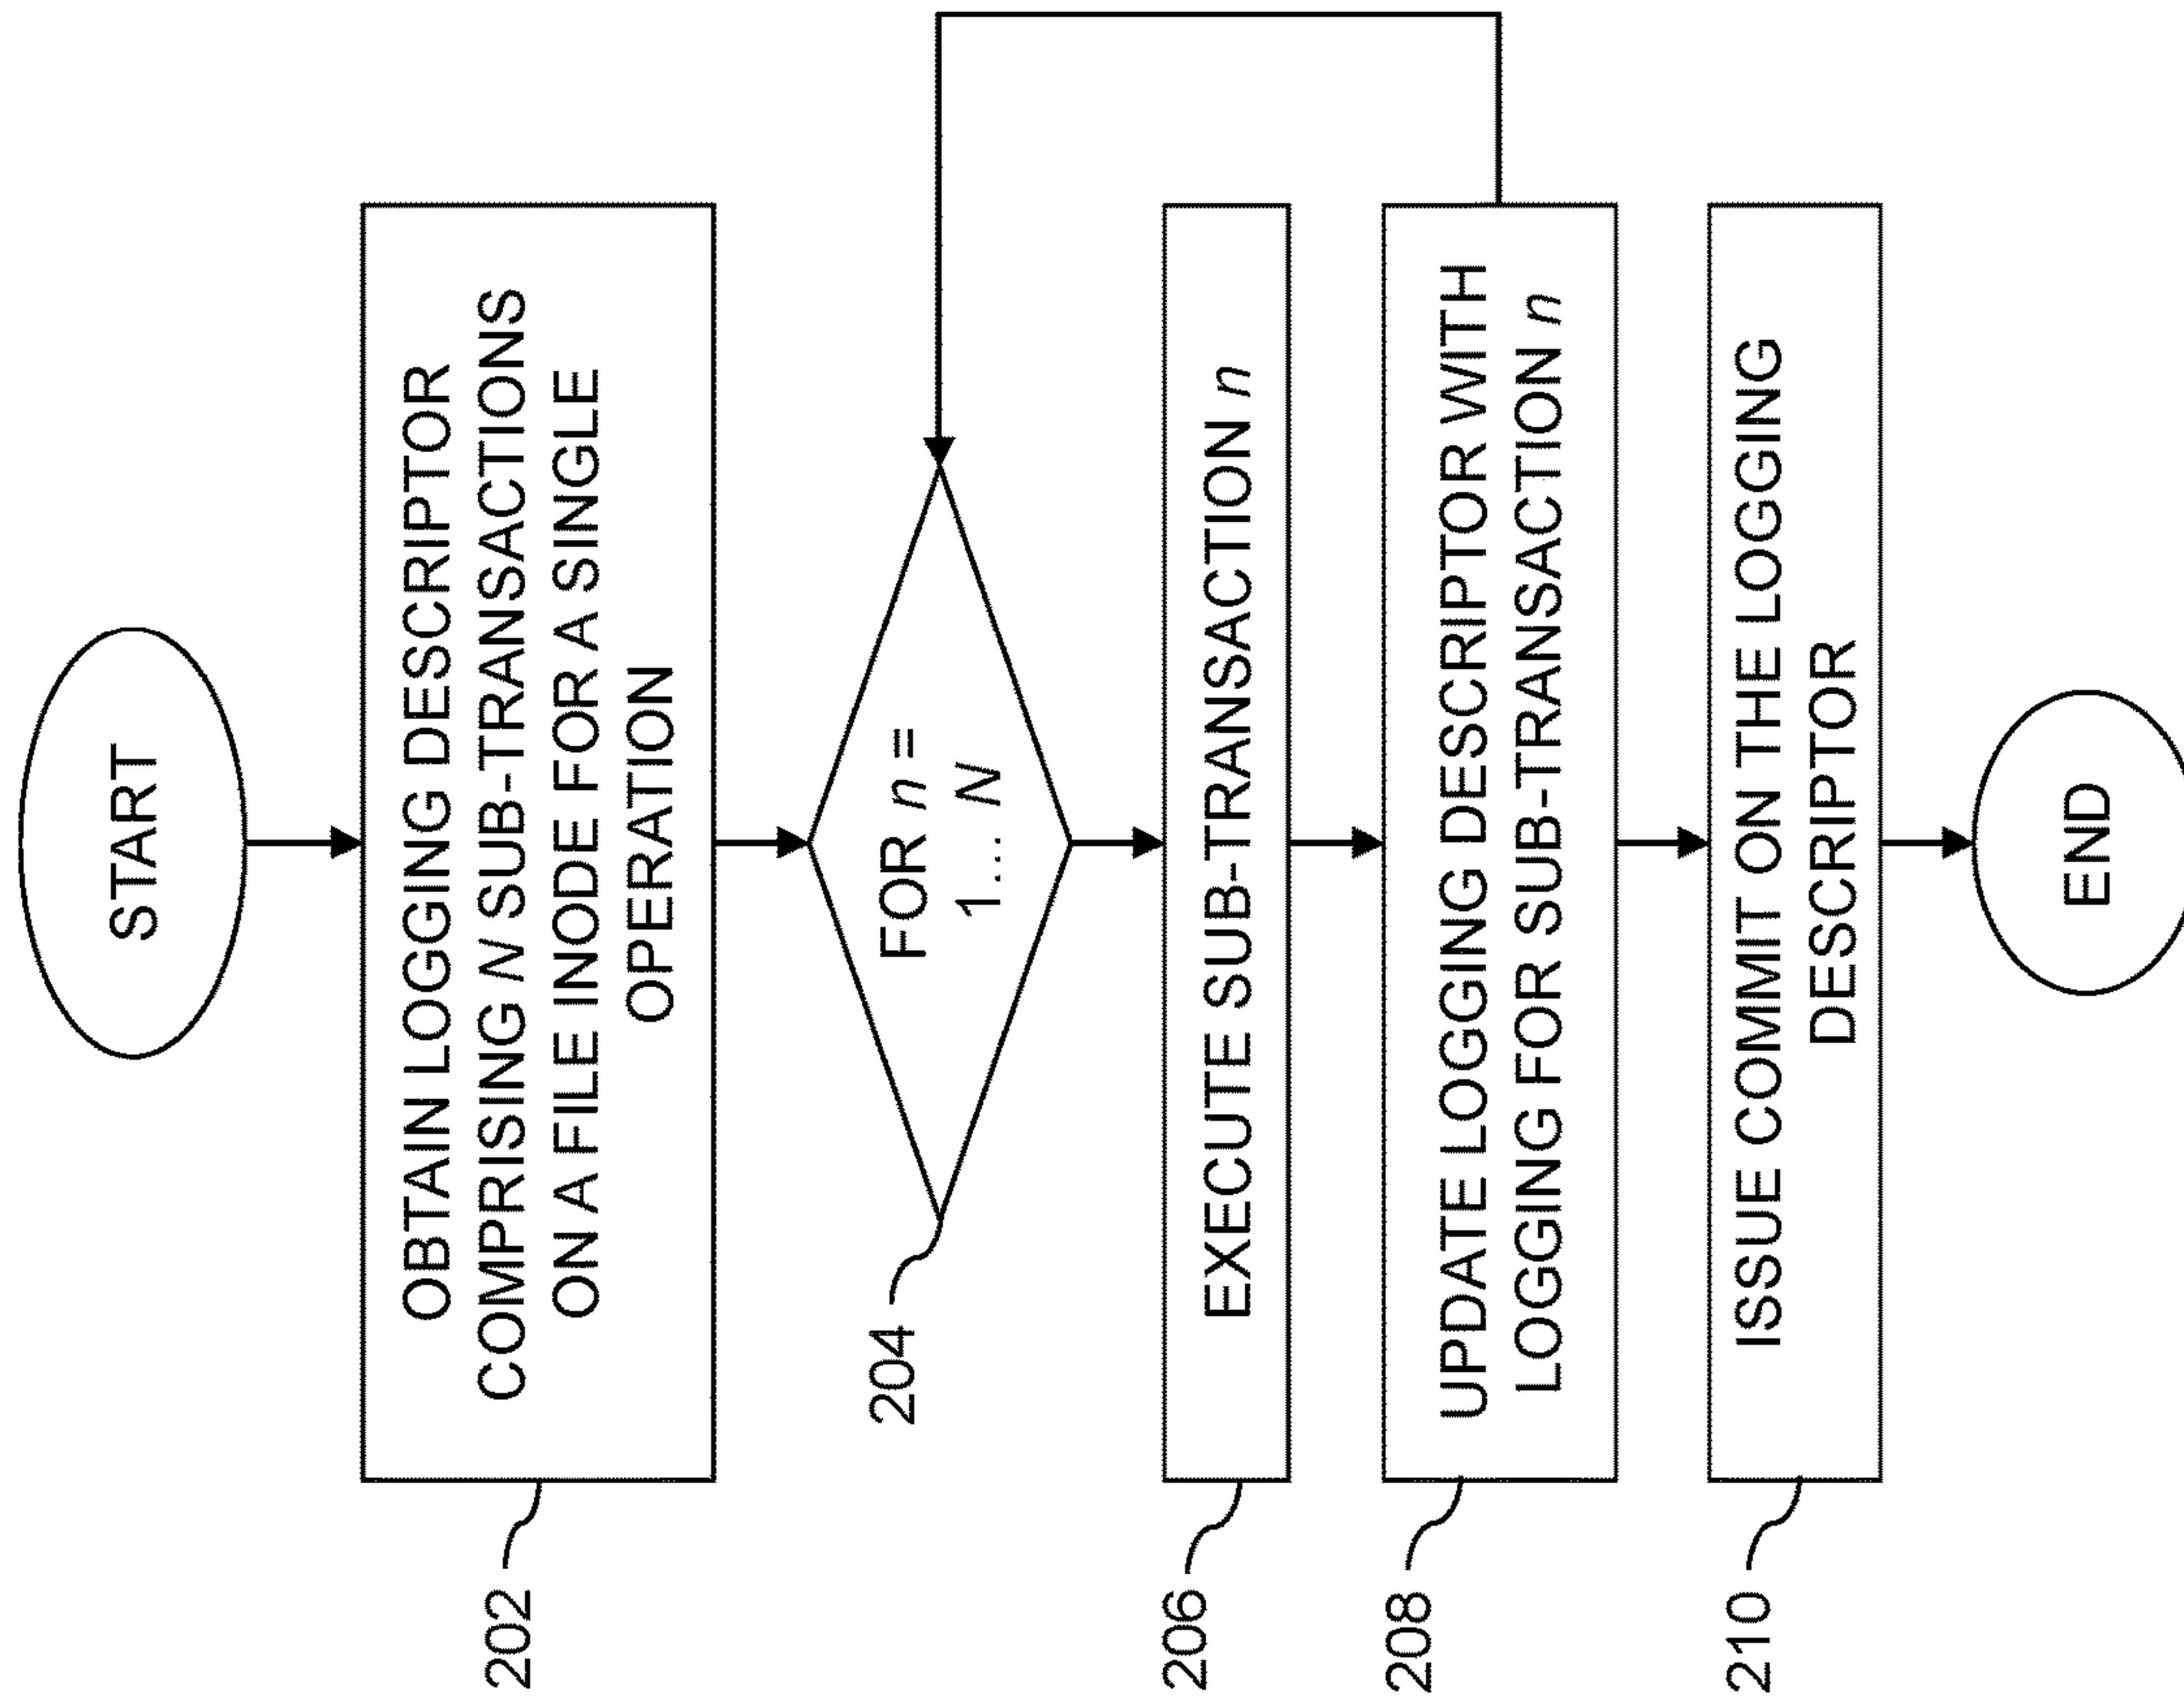 START
202
OBTAIN LOGGING DESCRIPTOR
COMPRISING N SUB-TRANSACTIONS
ON A FILE INODE FOR A SINGLE
OPERATION
204
FOR n =
1... N
206
EXECUTE SUB-TRANSACTION n
208
UPDATE LOGGING DESCRIPTOR WITH
LOGGING FOR SUB-TRANSACTION n
210
ISSUE COMMIT ON THE LOGGING
DESCRIPTOR
END